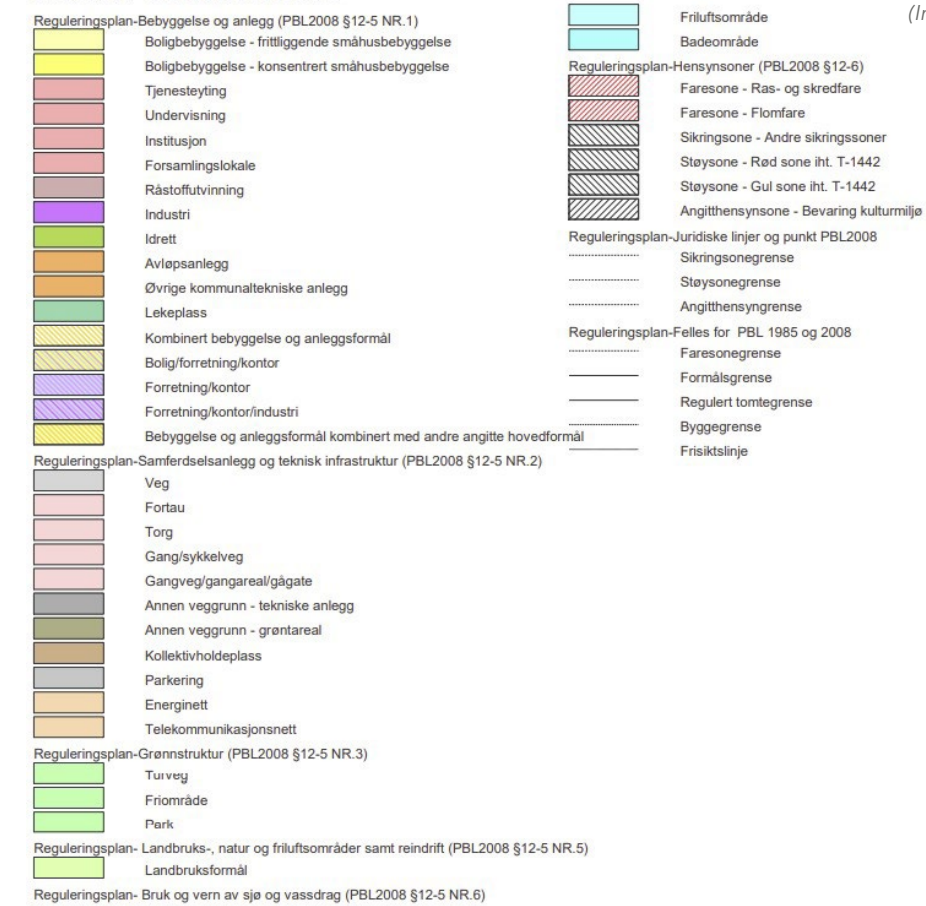 Reguleringsplan-Bebyggelse og anlegg (PBL2008 §12-5 NR.1)
Boligbebyggelse - frittliggende småhusbebyggelse
Boligbebyggelse - konsentrert småhusbebyggelse
Tjenesteyting
Undervisning
Institusjon
Forsamlingslokale
Råstoffutvinning
Industri
Idrett
Avløpsanlegg
Øvrige kommunaltekniske anlegg
Lekeplass
Kombinert bebyggelse og anleggsformål
Bolig/forretning/kontor
Forretning/kontor
Forretning/kontor/industri
Bebyggelse og anleggsformål kombinert med andre angitte hovedformål
Reguleringsplan-Samferdselsanlegg og teknisk infrastruktur (PBL2008 §12-5 NR.2)
Veg
Fortau
Torg
Gang/sykkelveg
Gangveg/gangareal/gågate
Annen veggrunn - tekniske anlegg
Annen veggrunn - grøntareal
Kollektivholdeplass
Parkering
Energinett
Telekommunikasjonsnett
Reguleringsplan-Grønnstruktur (PBL2008 §12-5 NR.3)
Turveg
Friområde
Park
Reguleringsplan- Landbruks-, natur og friluftsområder samt reindrift (PBL2008 §12-5 NR.5)
Landbruksformål
Reguleringsplan- Bruk og vern av sjø og vassdrag (PBL2008 §12-5 NR.6)
Friluftsområde
Badeområde
Reguleringsplan-Hensynsoner (PBL2008 §12-6)
Faresone - Ras- og skredfare
Faresone - Flomfare
Sikringsone - Andre sikringssoner
Støysone - Rød sone iht. T-1442
Støysone - Gul sone iht. T-1442
Angitthensynsone - Bevaring kulturmiljø
Reguleringsplan-Juridiske linjer og punkt PBL2008
Sikringsonegrense
Støysonegrense
Angitthensyngrense
Reguleringsplan-Felles for PBL 1985 og 2008
Faresonegrense
Formålsgrense
Regulert tomtegrense
Byggegrense
Frisiktslinje